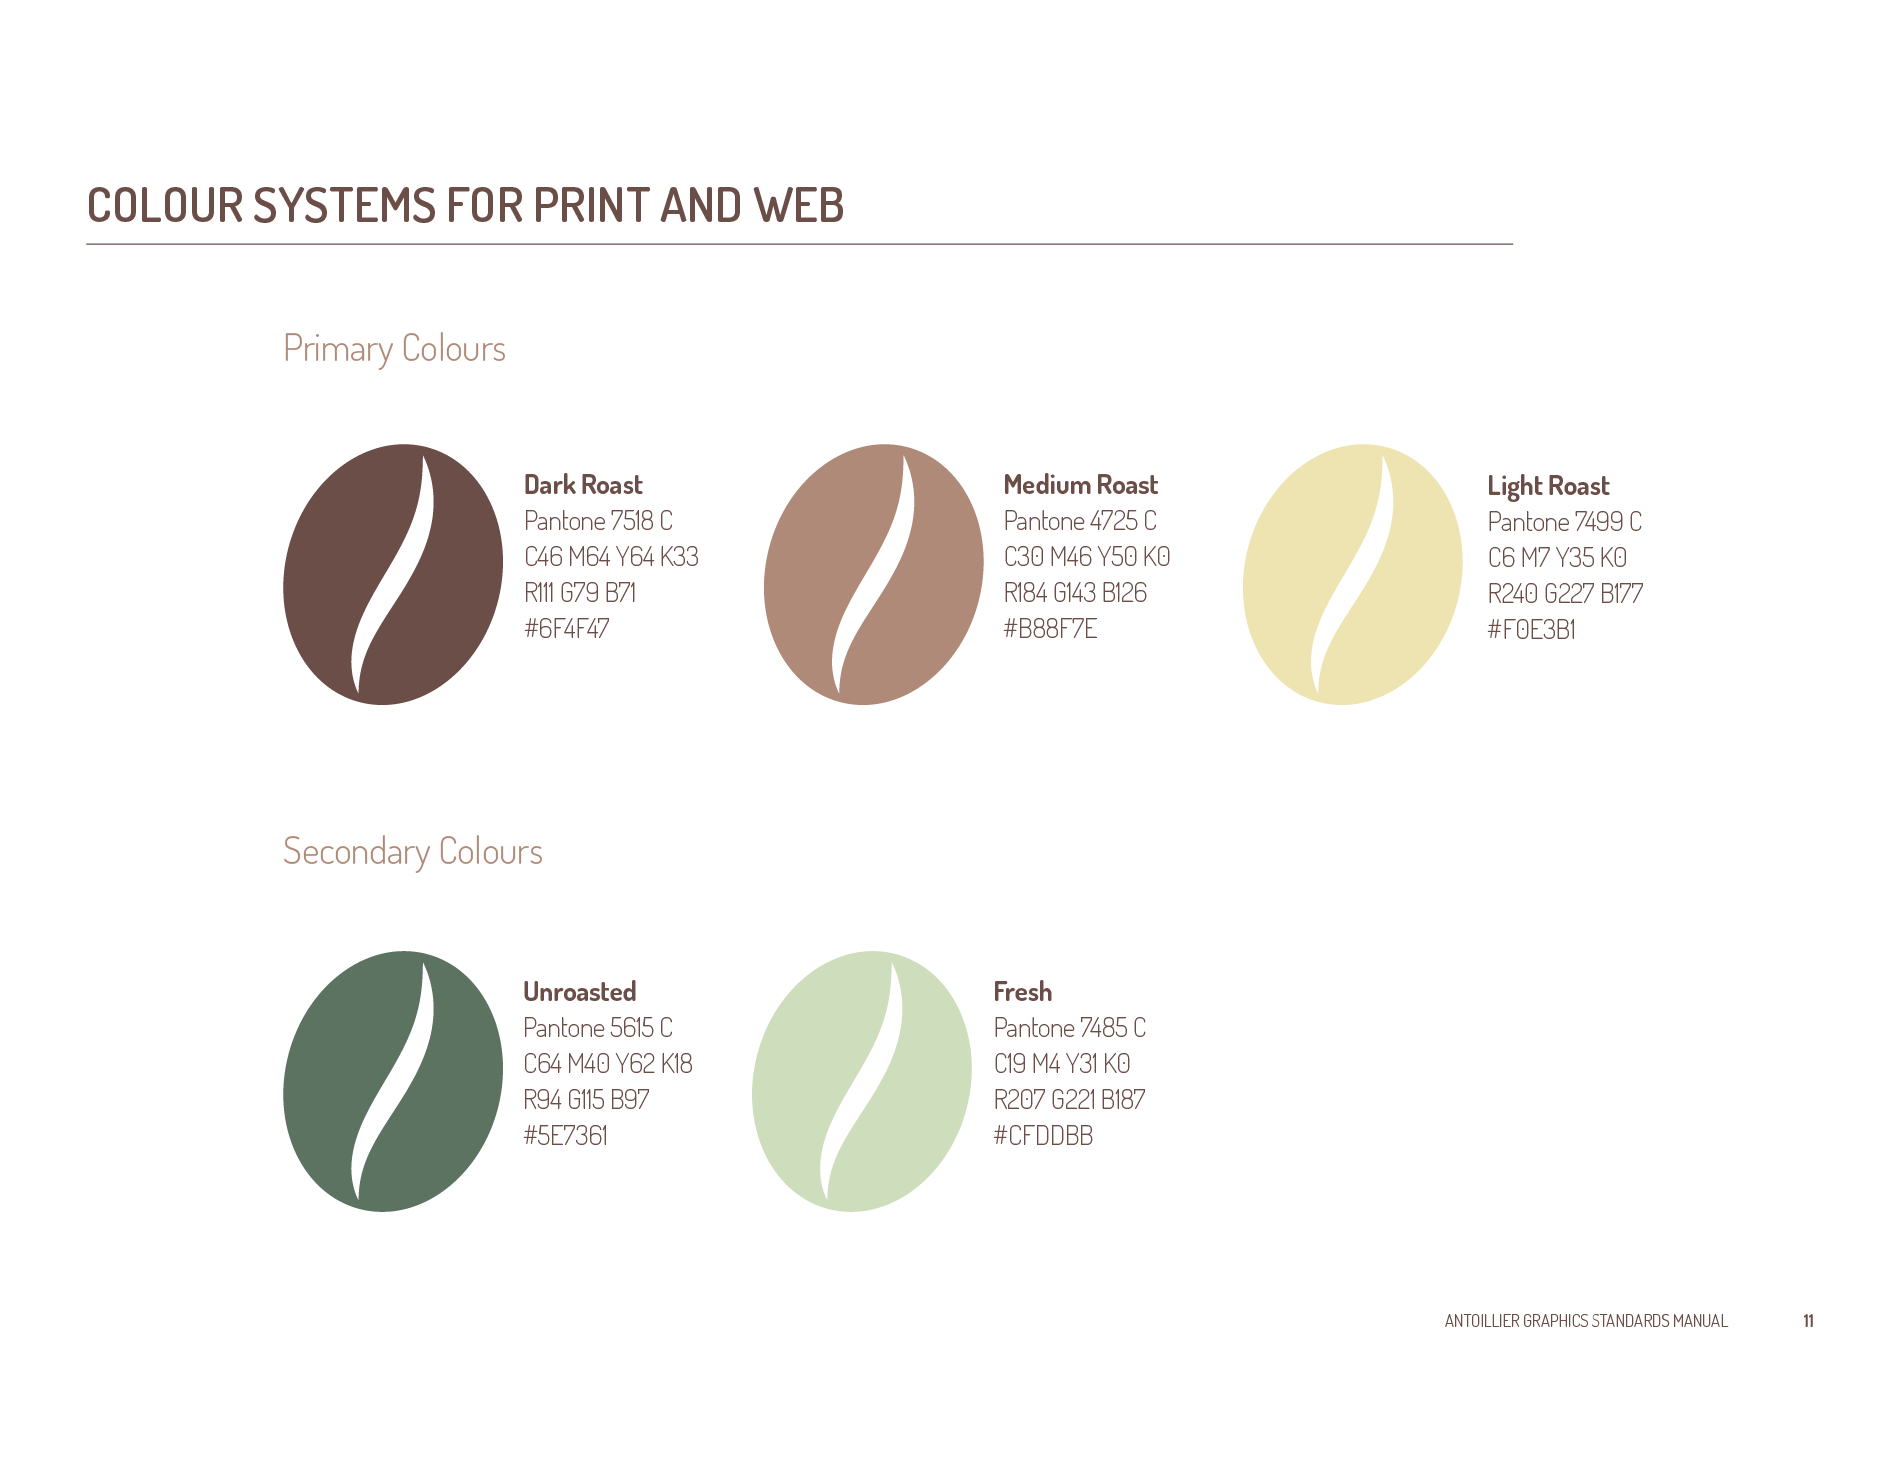 COLOUR SYSTEMS FOR PRINT AND WEB
Primary Colours
Dark Roast
Pantone 7518 C
C46 M64 Y64 K33
R111 G79 B71
#6F4F47
Medium Roast
Pantone 4725 C
C30 M46 Y50 K0
R184 G143 B126
#B88F7E
Light Roast
Pantone 7499 C
C6 M7 Y35 K0
R240 G227 B177
#F0E3B1
Secondary Colours
Unroasted
Pantone 5615 C
C64 M40 Y62 K18
R94 G115 B97
#5E7361
Fresh
Pantone 7485 C
C19 M4 Y31 K0
R207 G221 B187
#CFDDBB
ANTOILLIER GRAPHICS STANDARDS MANUAL 11